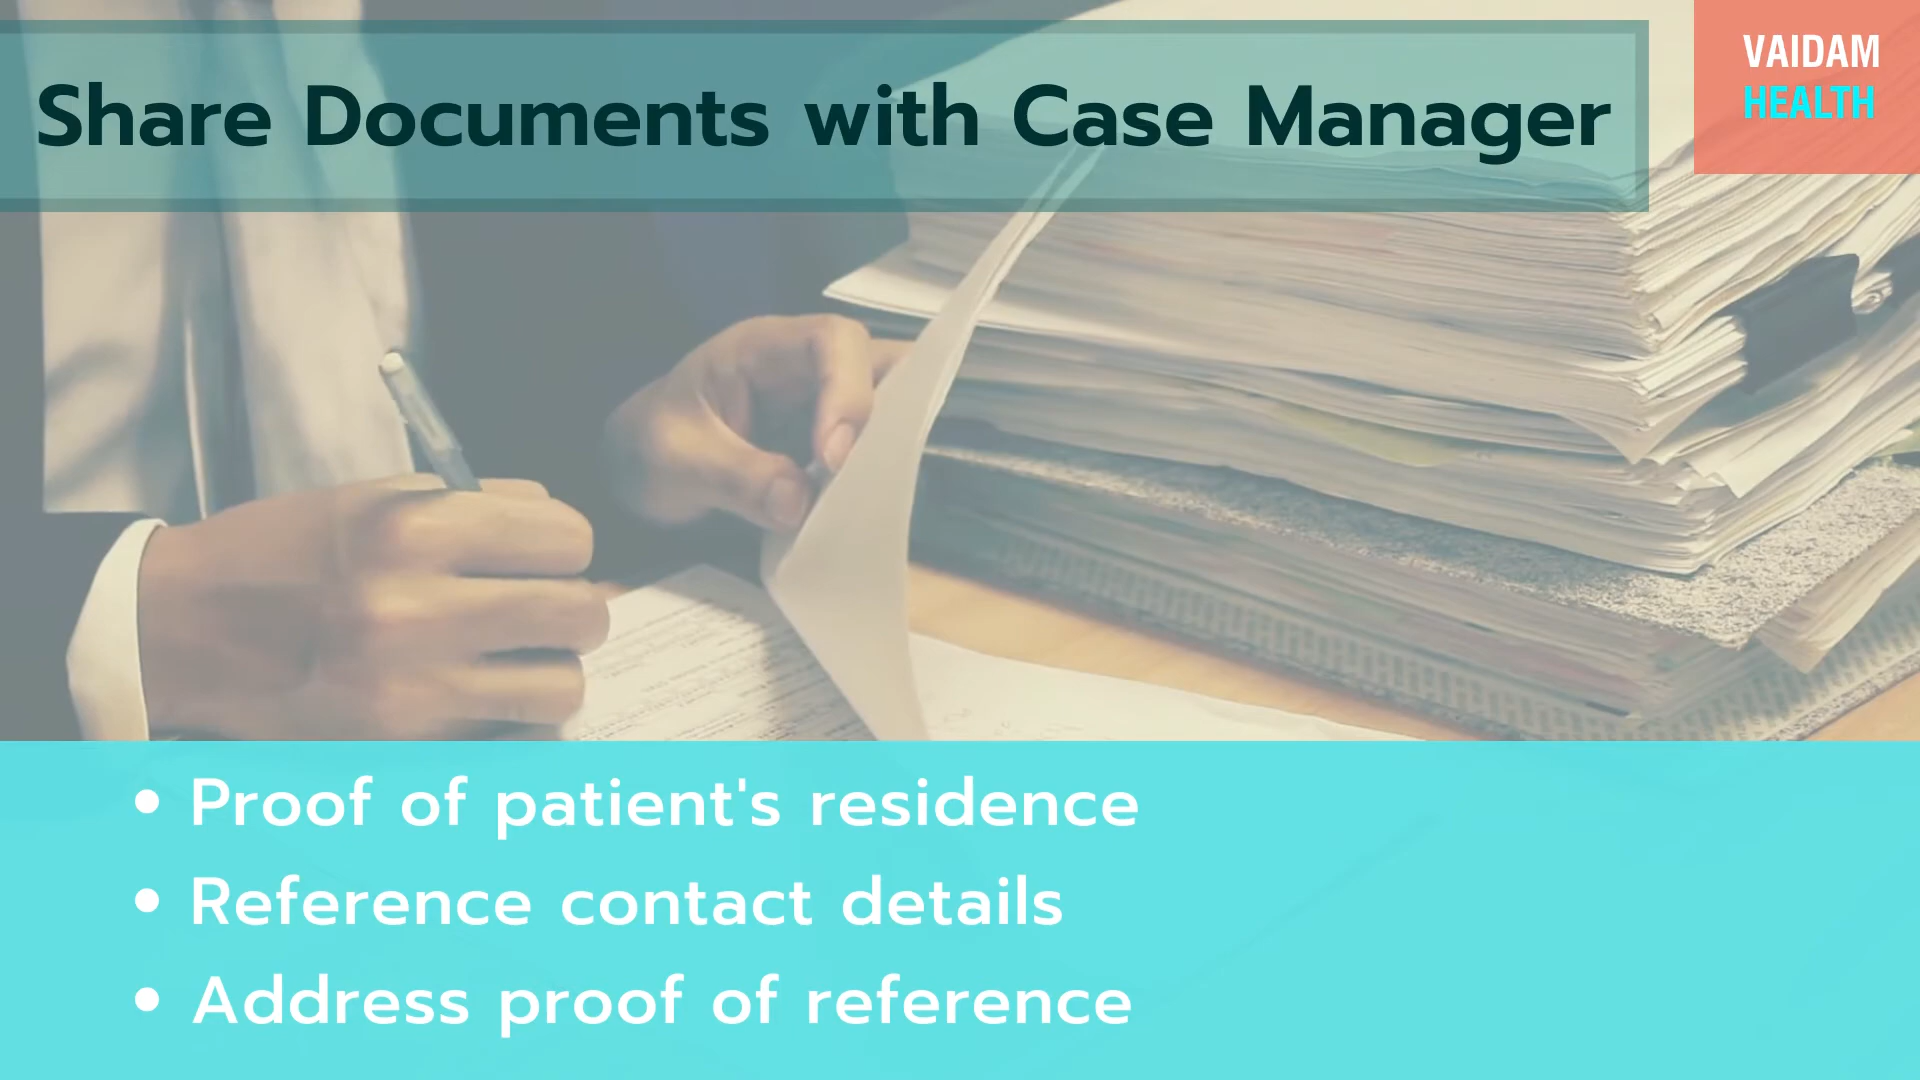 Share Documents with Case Manager
VAIDAM
HEALTH
• Proof of patient's residence
• Reference contact details
• Address proof of reference